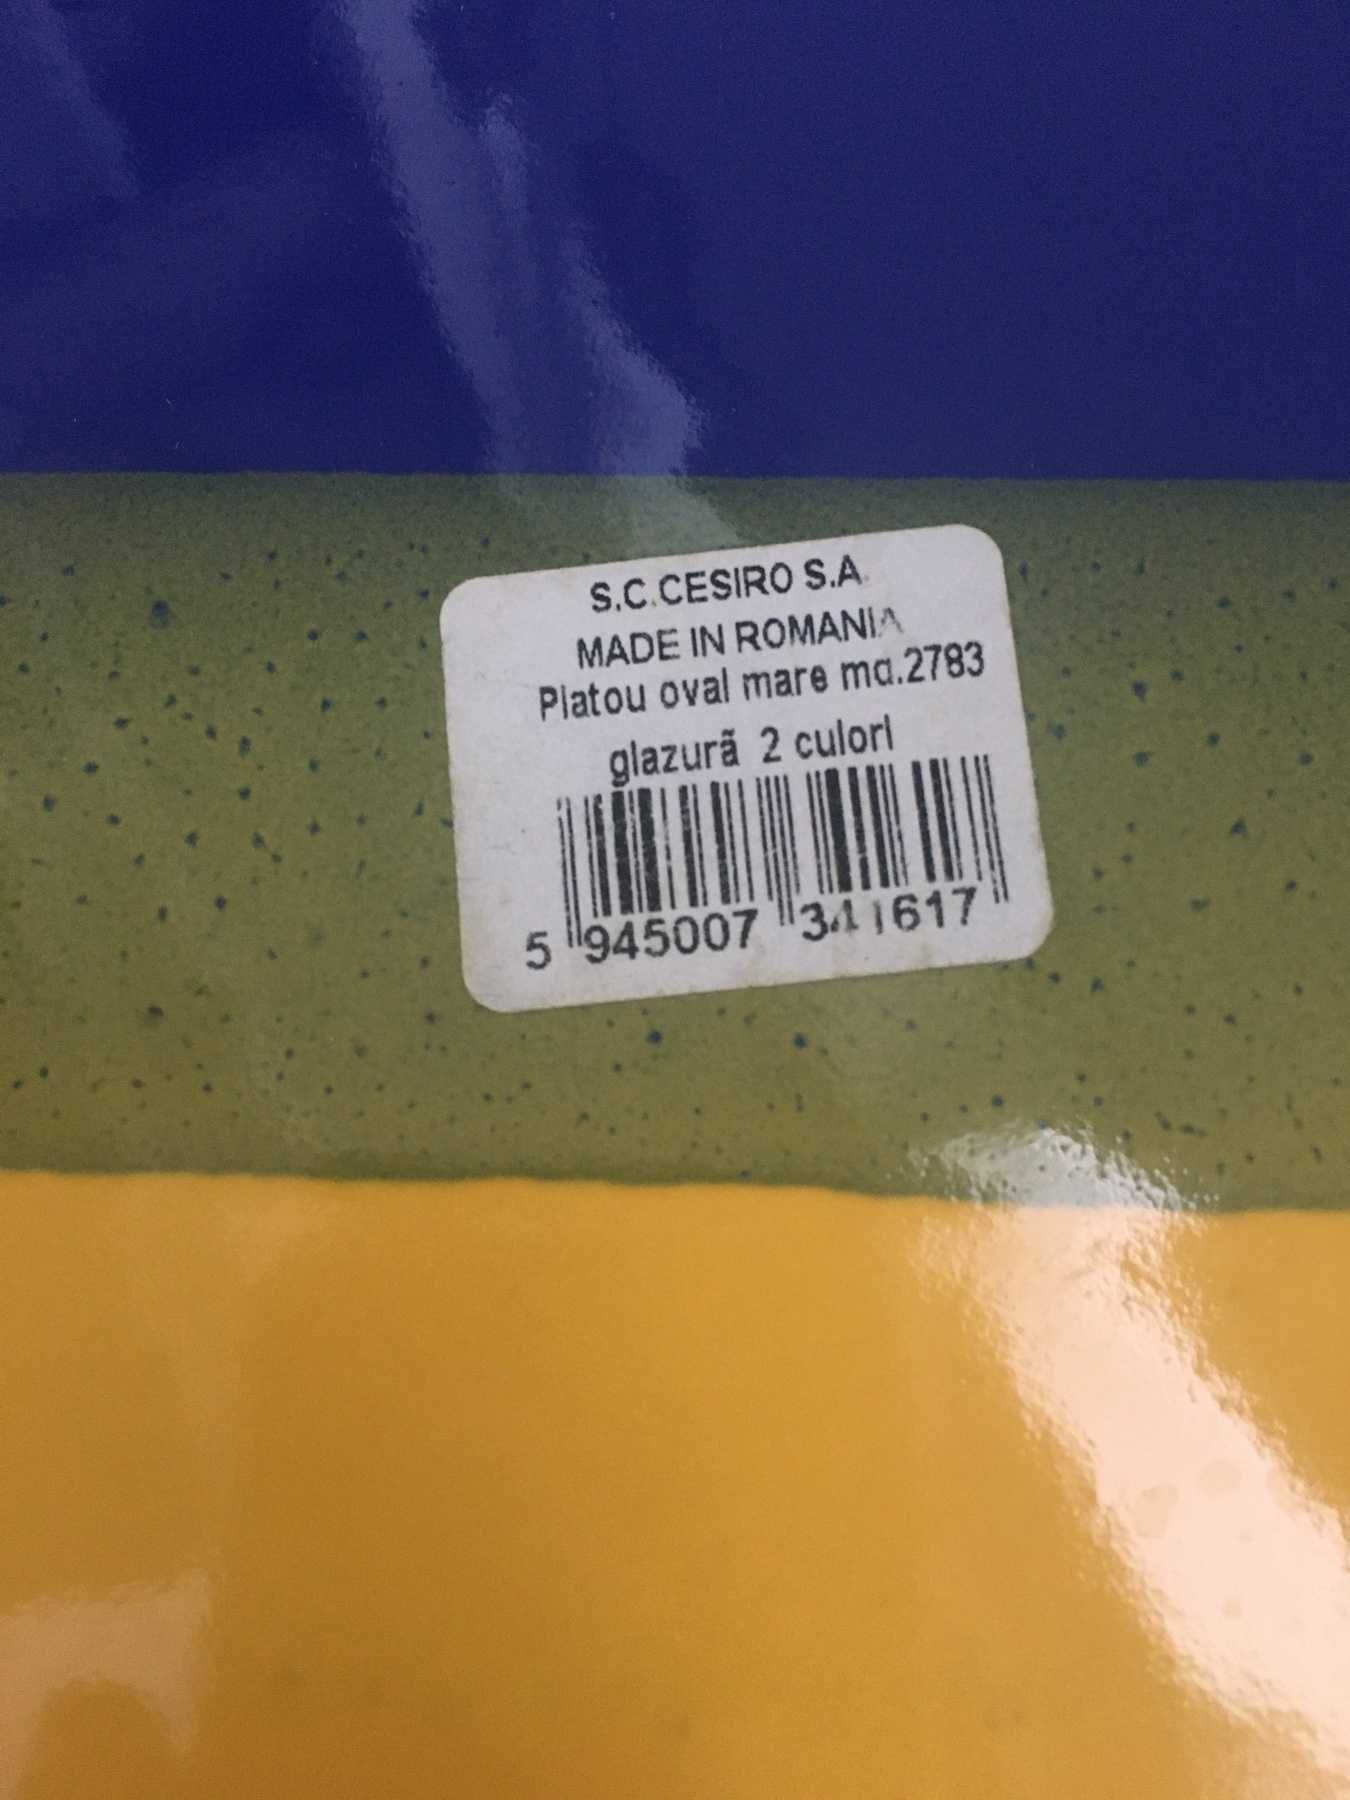 S.C.CESIRO S.A.
MADE IN ROMANIA
Platou oval mare md.2783
glazură 2 culori
5 945007 341617